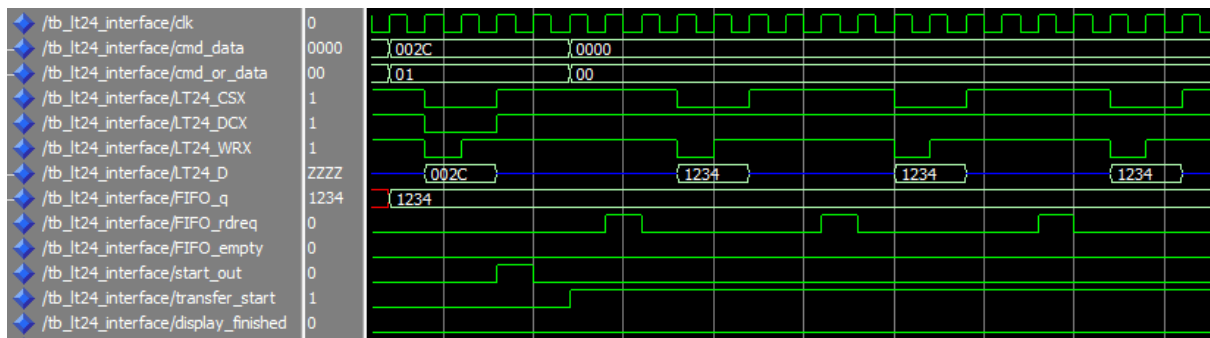 /tb_lt24_interface/clk 0
/tb_lt24_interface/cmd_data 0000 002C 0000
/tb_lt24_interface/cmd_or_data 00 01 00
/tb_lt24_interface/LT24_CSX 1
/tb_lt24_interface/LT24_DCX 1
/tb_lt24_interface/LT24_WRX 1
/tb_lt24_interface/LT24_D ZZZZ 002C 1234 1234 1234
/tb_lt24_interface/FIFO_q 1234 1234
/tb_lt24_interface/FIFO_rdreq 0
/tb_lt24_interface/FIFO_empty 0
/tb_lt24_interface/start_out 0
/tb_lt24_interface/transfer_start 1
/tb_lt24_interface/display_finished 0